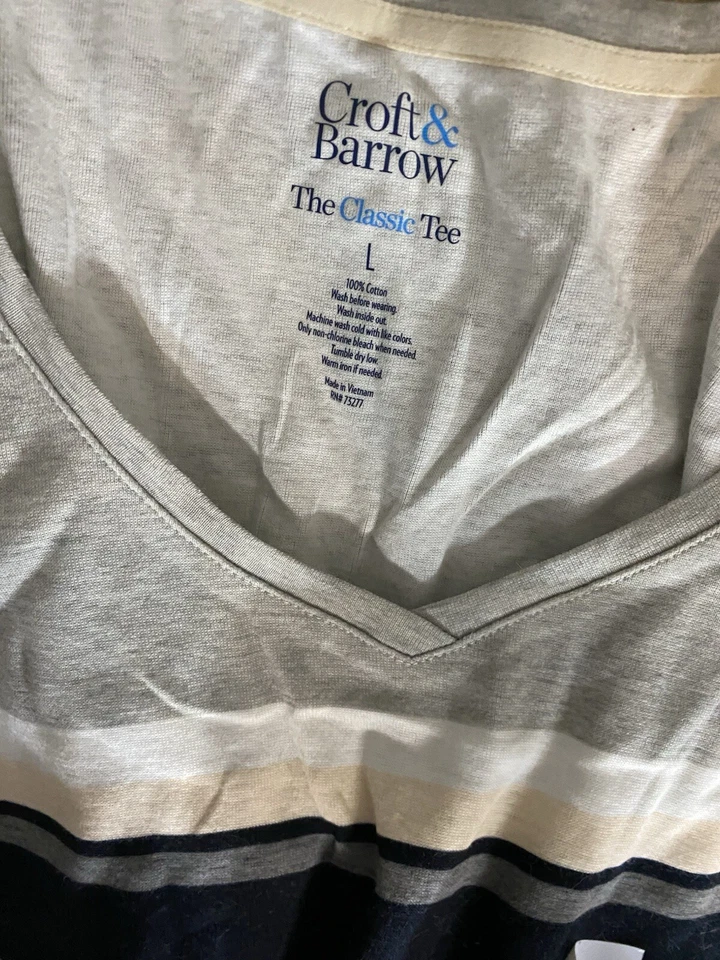 Croft&
Barrow
The Classic Tee
L
100% Cotton
Wash before wearing.
Wash inside out.
Machine wash cold with like colors.
Only non-chlorine bleach when needed.
Tumble dry low.
Warm iron if needed.
Made in Vietnam
RN# 73277